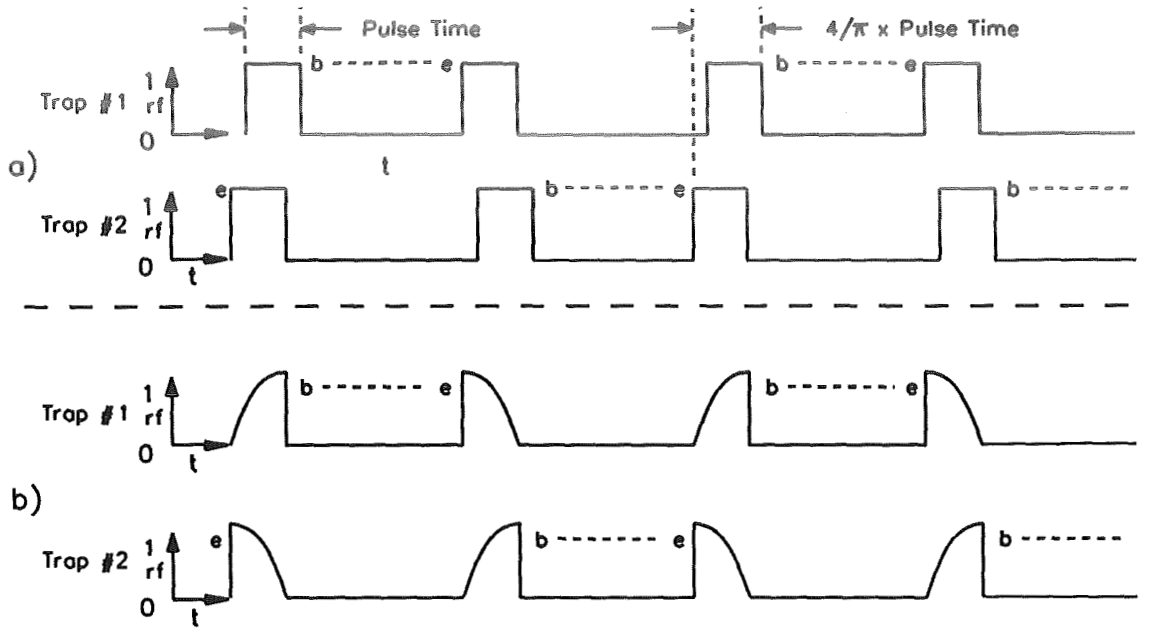 Pulse Time 4/π x Pulse Time
1 b e b e
Trap #1 rf
0
a) t
e 1 b e b
Trap #2 rf
0
t
1 b e b e
Trap #1 rf
0
t
b)
e 1 b e b
Trap #2 rf
0
t